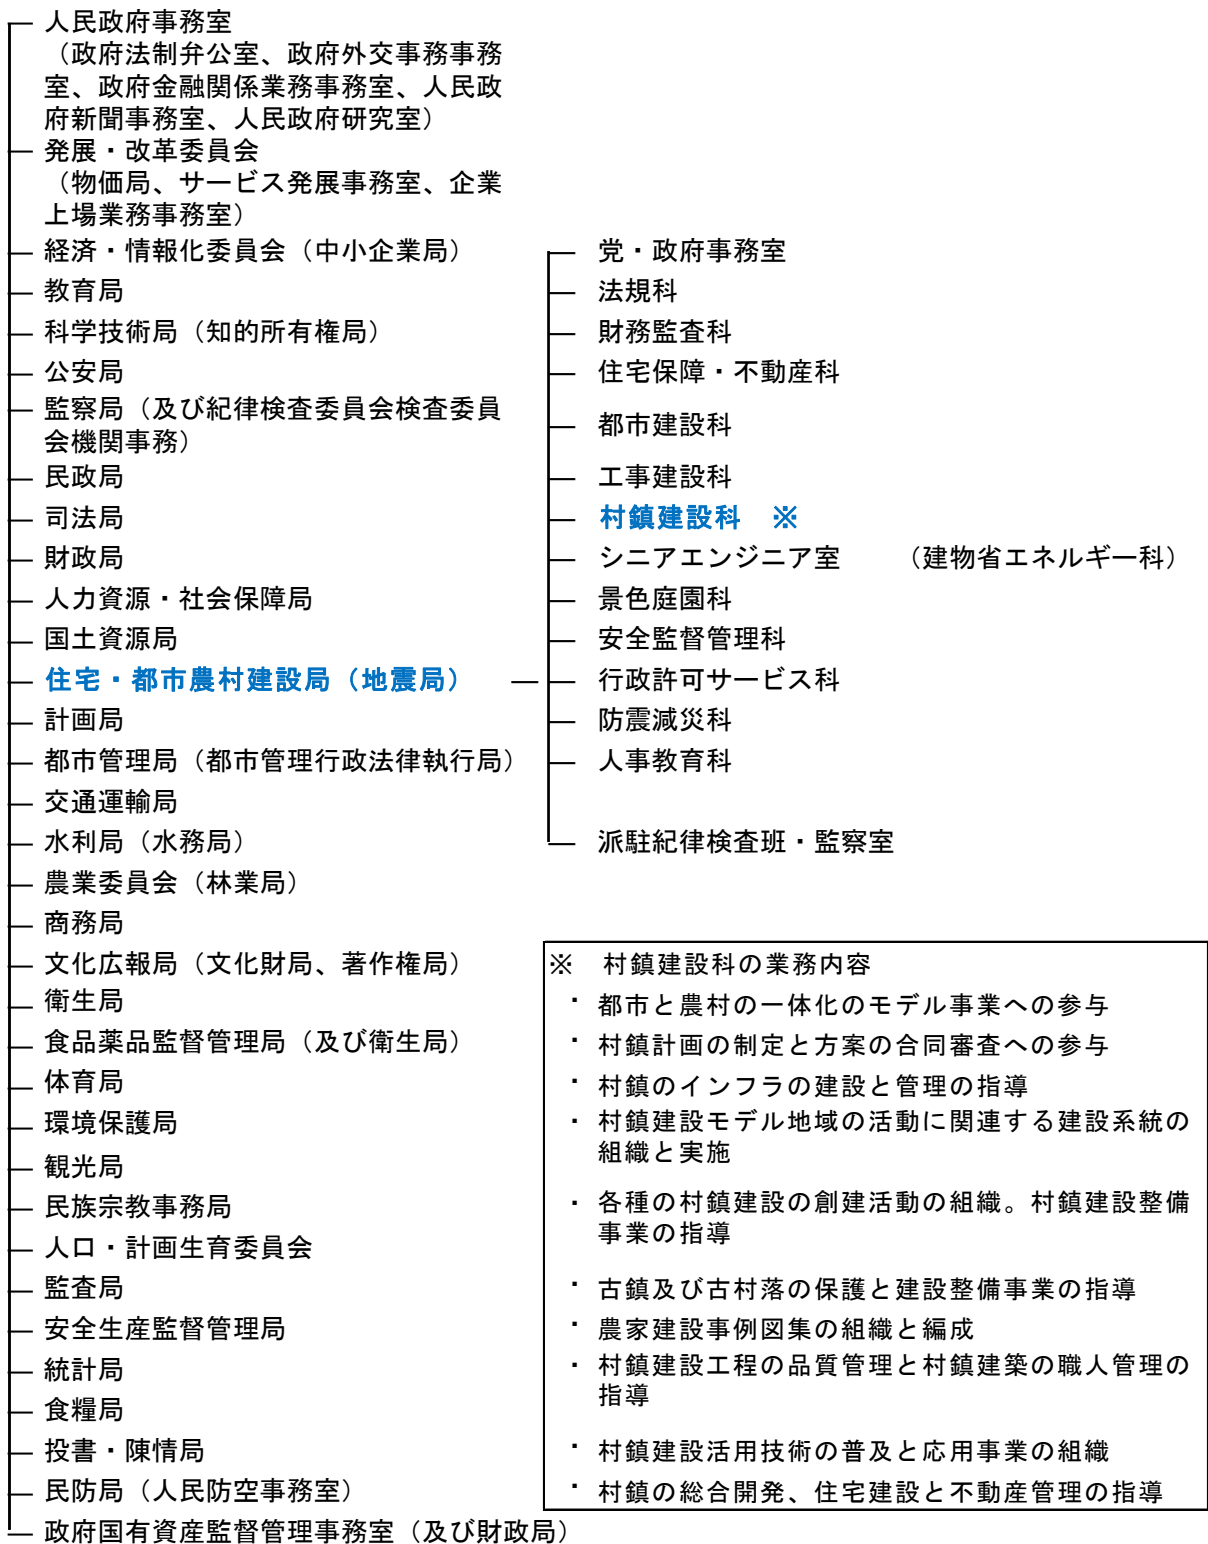 人民政府事務室
（政府法制弁公室、政府外交事務事務
室、政府金融関係業務事務室、人民政
府新聞事務室、人民政府研究室）
発展・改革委員会
（物価局、サービス発展事務室、企業
上場業務事務室）
経済・情報化委員会（中小企業局）
教育局
科学技術局（知的所有権局）
公安局
監察局（及び紀律検査委員会検査委員
会機関事務）
民政局
司法局
財政局
人力資源・社会保障局
国土資源局
住宅・都市農村建設局（地震局）
計画局
都市管理局（都市管理行政法律執行局）
交通運輸局
水利局（水務局）
農業委員会（林業局）
商務局
文化広報局（文化財局、著作権局）
衛生局
食品薬品監督管理局（及び衛生局）
体育局
環境保護局
観光局
民族宗教事務局
人口・計画生育委員会
監査局
安全生産監督管理局
統計局
食糧局
投書・陳情局
民防局（人民防空事務室）
政府国有資産監督管理事務室（及び財政局）
党・政府事務室
法規科
財務監査科
住宅保障・不動産科
都市建設科
工事建設科
村鎮建設科　※
シニアエンジニア室　（建物省エネルギー科）
景色庭園科
安全監督管理科
行政許可サービス科
防震減災科
人事教育科
派駐紀律検査班・監察室
※　村鎮建設科の業務内容
・都市と農村の一体化のモデル事業への参与
・村鎮計画の制定と方案の合同審査への参与
・村鎮のインフラの建設と管理の指導
・村鎮建設モデル地域の活動に関連する建設系統の
組織と実施
・各種の村鎮建設の創建活動の組織。村鎮建設整備
事業の指導
・古鎮及び古村落の保護と建設整備事業の指導
・農家建設事例図集の組織と編成
・村鎮建設工程の品質管理と村鎮建築の職人管理の
指導
・村鎮建設活用技術の普及と応用事業の組織
・村鎮の総合開発、住宅建設と不動産管理の指導